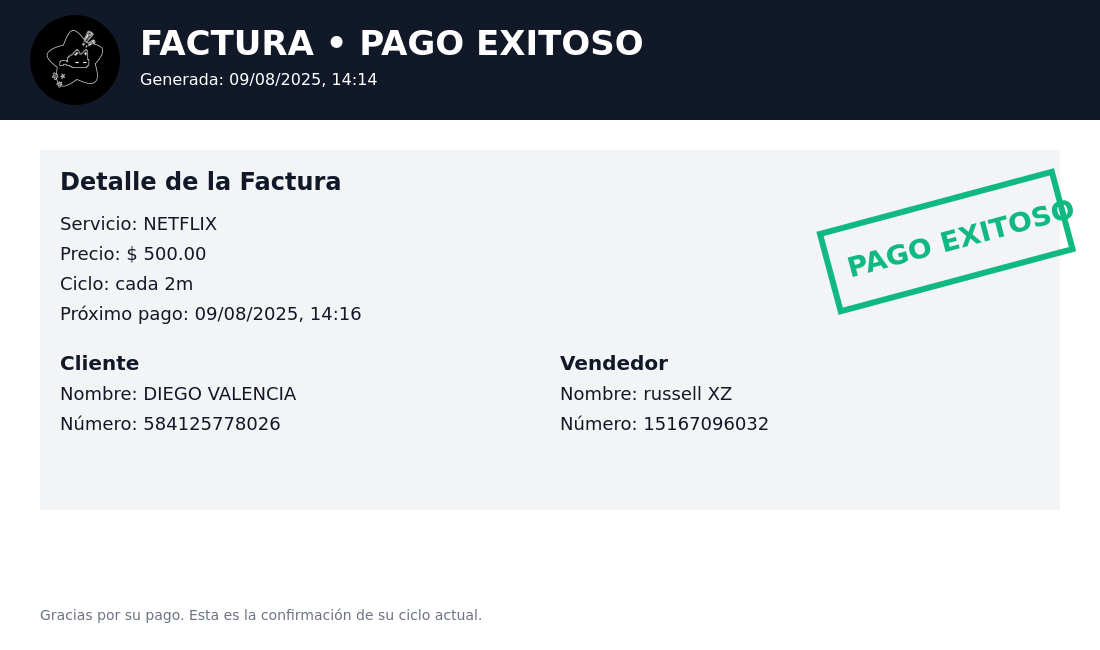 FACTURA • PAGO EXITOSO
Generada: 09/08/2025, 14:14
Detalle de la Factura
PAGO EXITOSO
Servicio: NETFLIX
Precio: $ 500.00
Ciclo: cada 2m
Próximo pago: 09/08/2025, 14:16
Cliente
Nombre: DIEGO VALENCIA
Número: 584125778026
Vendedor
Nombre: russell XZ
Número: 15167096032
Gracias por su pago. Esta es la confirmación de su ciclo actual.